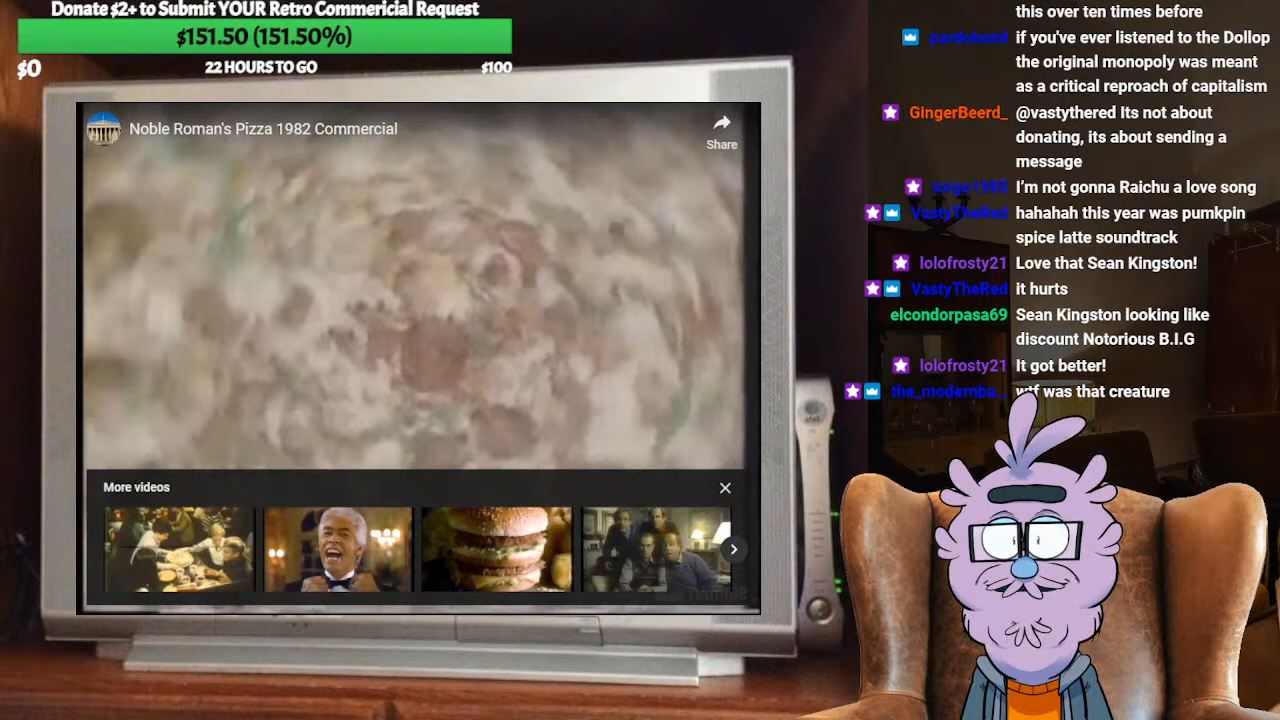 Donate $2+ to Submit YOUR Retro Commericial Request
$151.50 (151.50%)
$0
22 HOURS TO GO
$100
Noble Roman's Pizza 1982 Commercial
Share
More videos
this over ten times before
pardobond if you've ever listened to the Dollop
the original monopoly was meant
as a critical reproach of capitalism
GingerBeerd_ @vastythered Its not about
donating, its about sending a
message
torgo1985 I'm not gonna Raichu a love song
VastyTheRed hahahah this year was pumkpin
spice latte soundtrack
lolofrosty21 Love that Sean Kingston!
VastyTheRed it hurts
elcondorpasa69 Sean Kingston looking like
discount Notorious B.I.G
lolofrosty21 It got better!
the_modernba... wtf was that creature